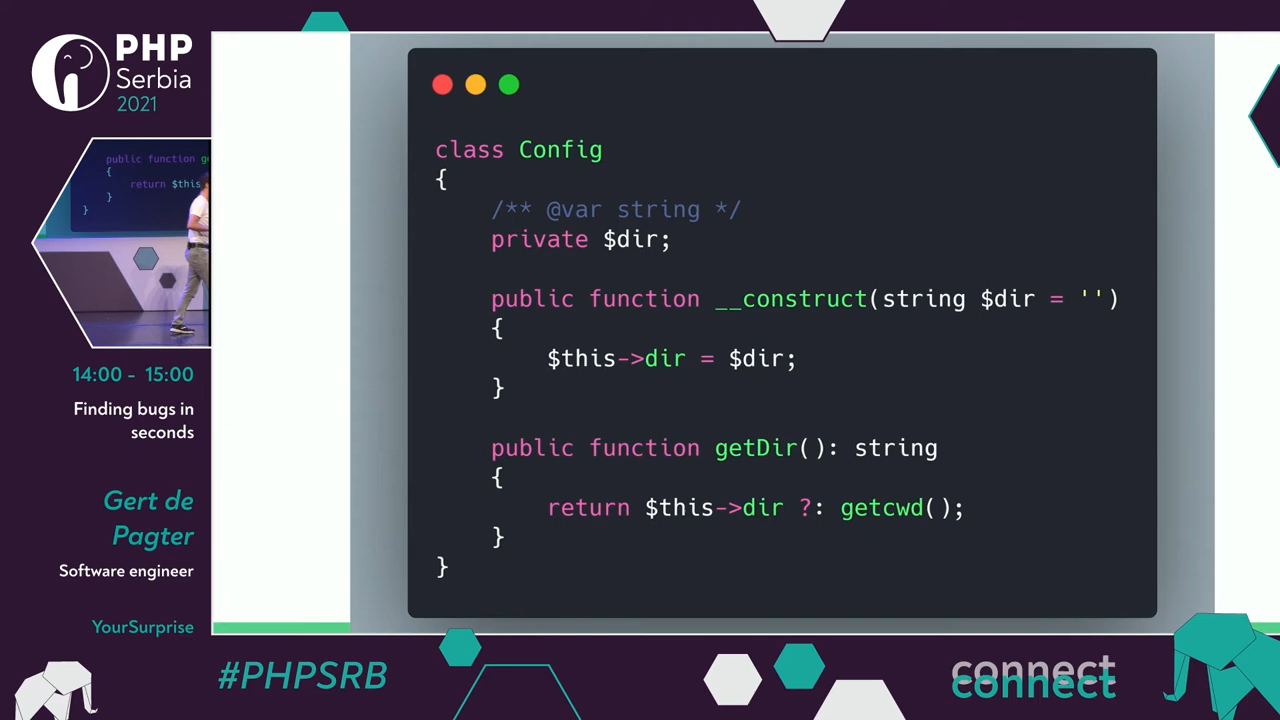 PHP
Serbia
2021
public function ge
{
return $this
}
}
14:00 - 15:00
Finding bugs in
seconds
Gert de
Pagter
Software engineer
YourSurprise
class Config
{
/** @var string */
private $dir;
public function __construct(string $dir = '')
{
$this->dir = $dir;
}
public function getDir(): string
{
return $this->dir ?: getcwd();
}
}
#PHPSRB
connect
connect